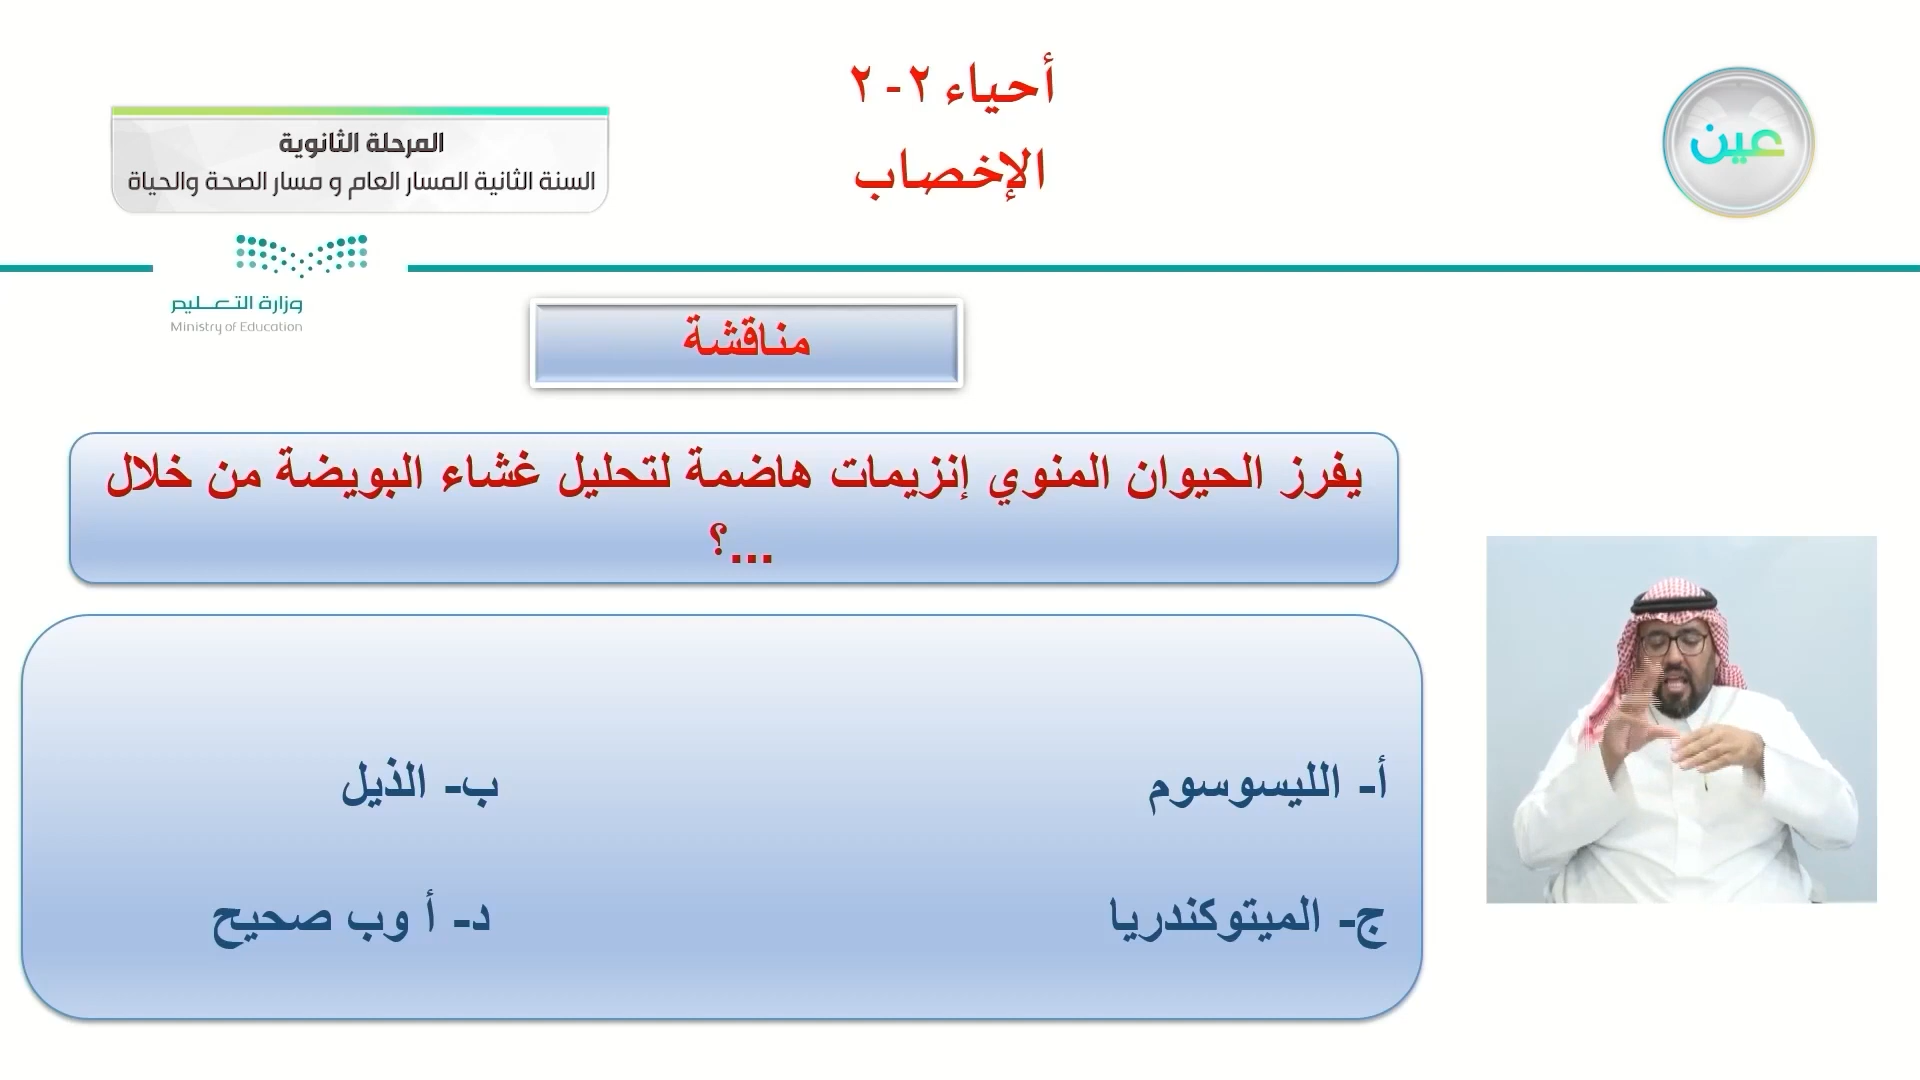 أحياء ٢-٢
الإخصاب
عين
المرحلة الثانوية
السنة الثانية المسار العام و مسار الصحة والحياة
وزارة التعليم
Ministry of Education
مناقشة
يفرز الحيوان المنوي إنزيمات هاضمة لتحليل غشاء البويضة من خلال
...؟
أ- الليسوسوم
ب- الذيل
ج- الميتوكندريا
د- أ وب صحيح